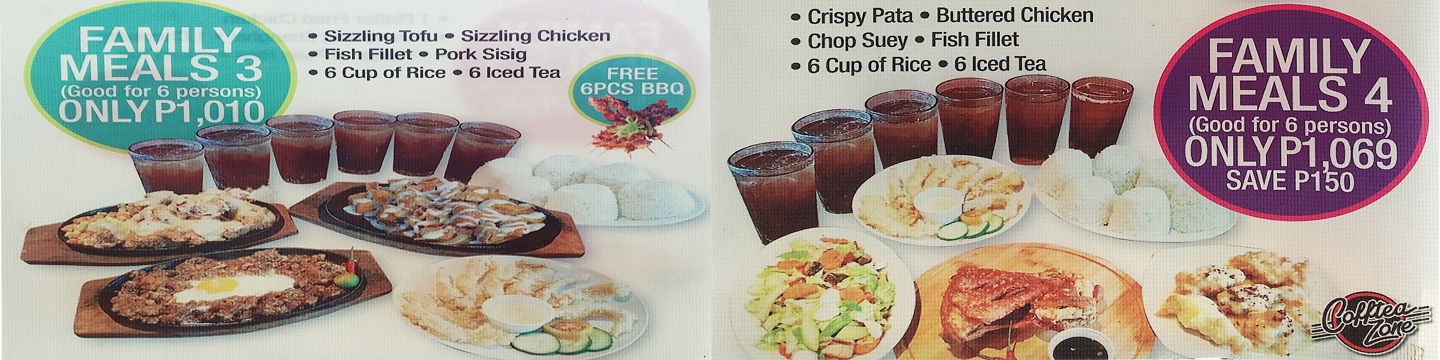 FAMILY
MEALS 3
(Good for 6 persons)
ONLY P1,010
• Sizzling Tofu • Sizzling Chicken
• Fish Fillet • Pork Sisig
• 6 Cup of Rice • 6 Iced Tea
FREE
6PCS BBQ
• Crispy Pata • Buttered Chicken
• Chop Suey • Fish Fillet
• 6 Cup of Rice • 6 Iced Tea
FAMILY
MEALS 4
(Good for 6 persons)
ONLY P1,069
SAVE P150
Cofftea
Zone